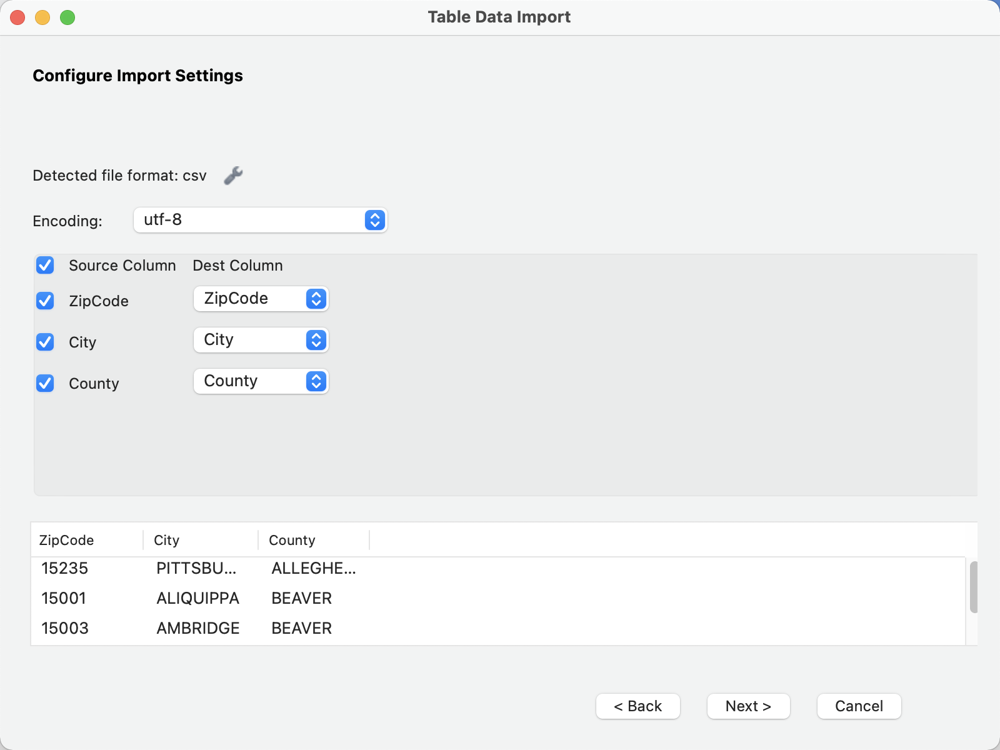 Table Data Import
Configure Import Settings
Detected file format: csv
Encoding: utf-8
Source Column Dest Column
ZipCode ZipCode
City City
County County
ZipCode City County
15235 PITTSBU... ALLEGHE...
15001 ALIQUIPPA BEAVER
15003 AMBRIDGE BEAVER
< Back Next > Cancel